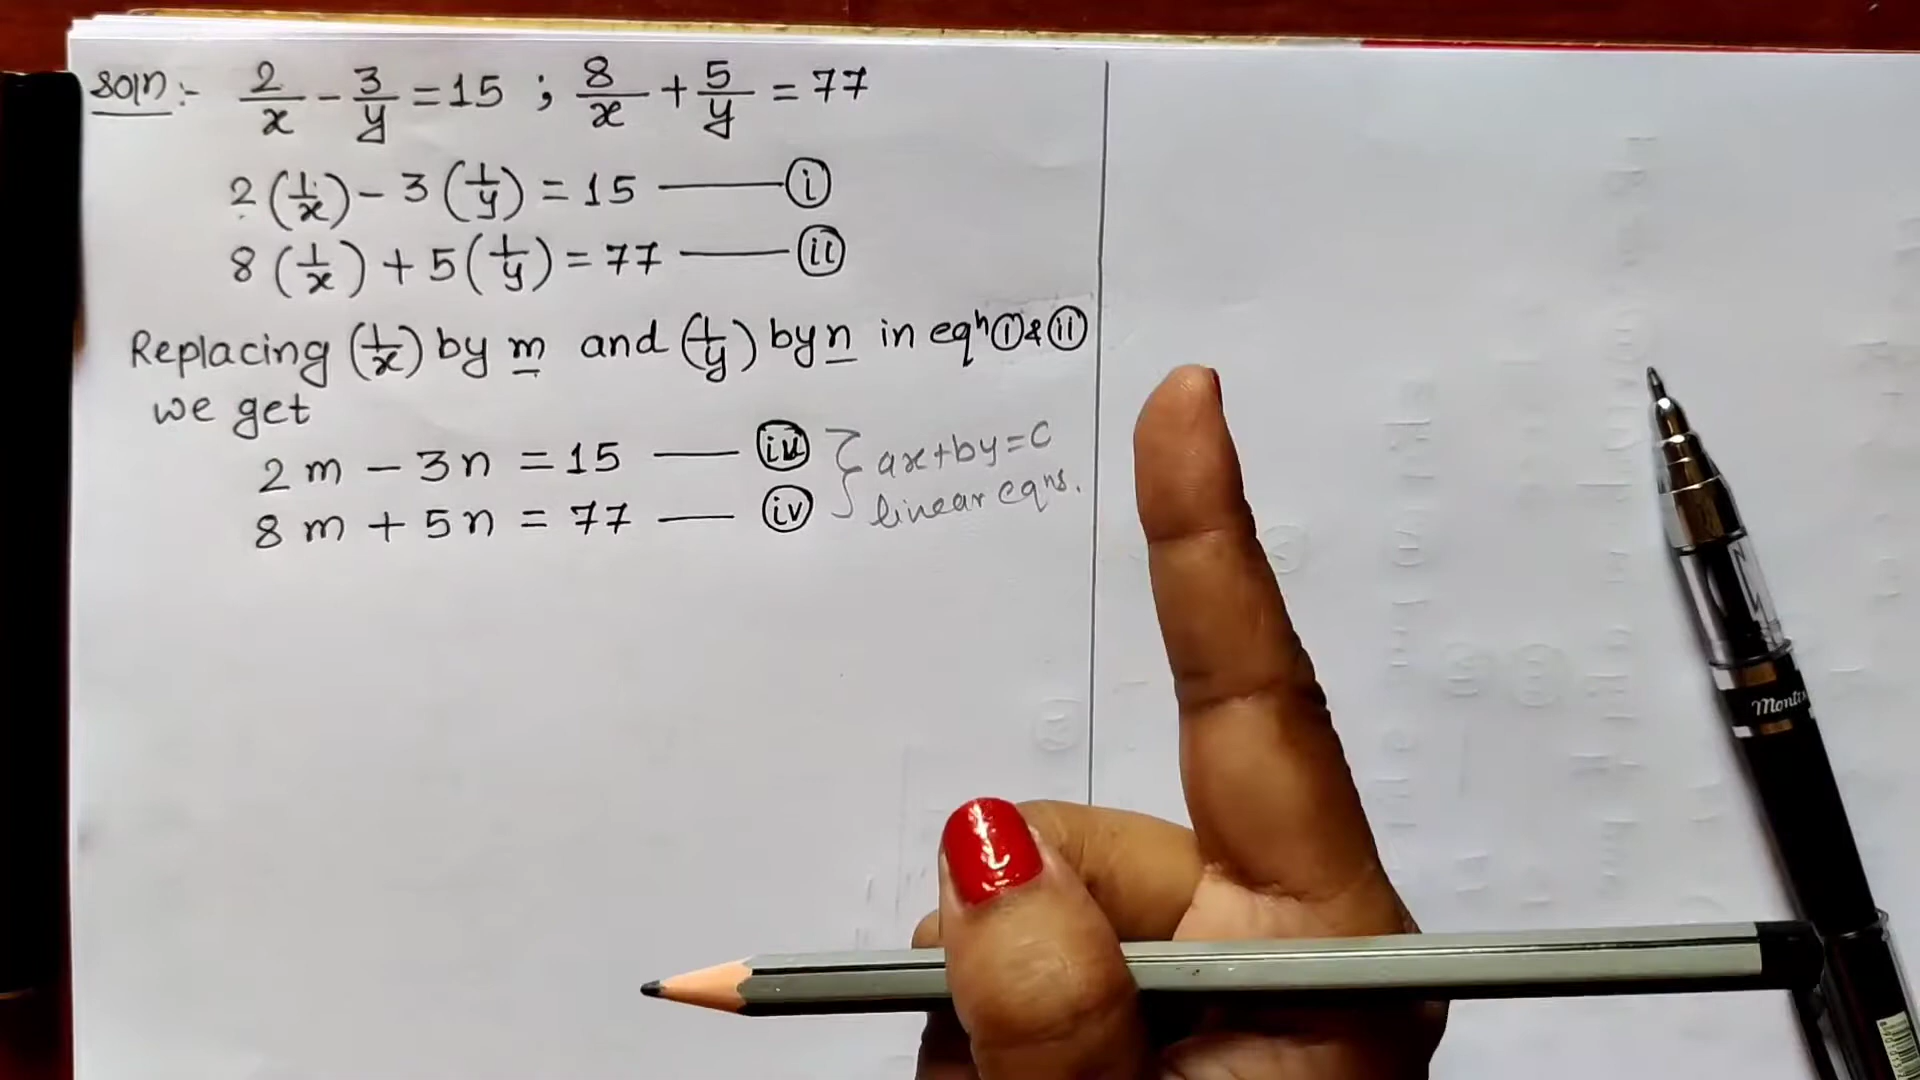 soln:- 2/x - 3/y = 15 ; 8/x + 5/y = 77
2(1/x) - 3(1/y) = 15 —— (i)
8(1/x) + 5(1/y) = 77 —— (ii)
Replacing (1/x) by m and (1/y) by n in eqn (i) & (ii)
we get
2m - 3n = 15 —— (iii)
8m + 5n = 77 —— (iv)
} ax+by=c
linear eqns.
Montex